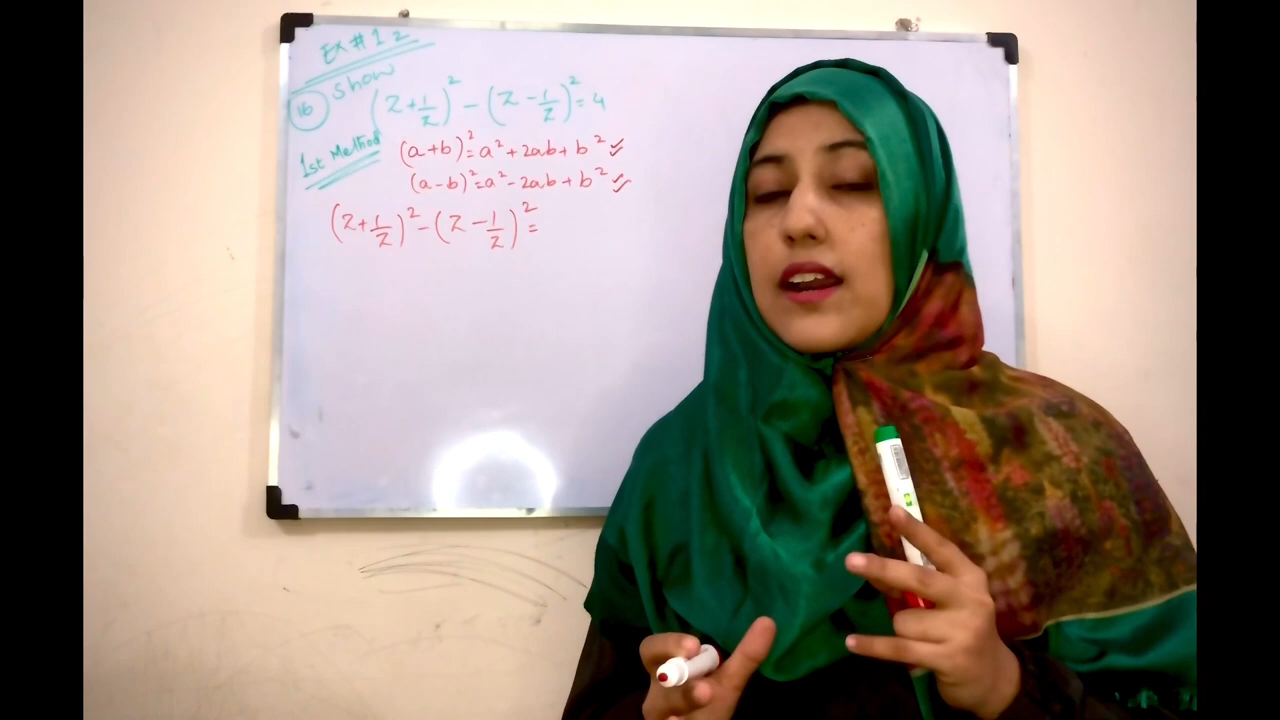 Ex # 1.2
16 Show
(z+1/z)² - (z-1/z)² = 4
1st Method
(a+b)² = a² + 2ab + b² ✓
(a-b)² = a² - 2ab + b² ✓
(z+1/z)² - (z-1/z)² =